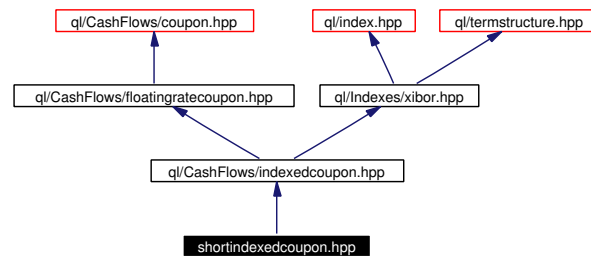 ql/CashFlows/coupon.hpp
ql/index.hpp
ql/termstructure.hpp
ql/CashFlows/floatingratecoupon.hpp
ql/Indexes/xibor.hpp
ql/CashFlows/indexedcoupon.hpp
shortindexedcoupon.hpp